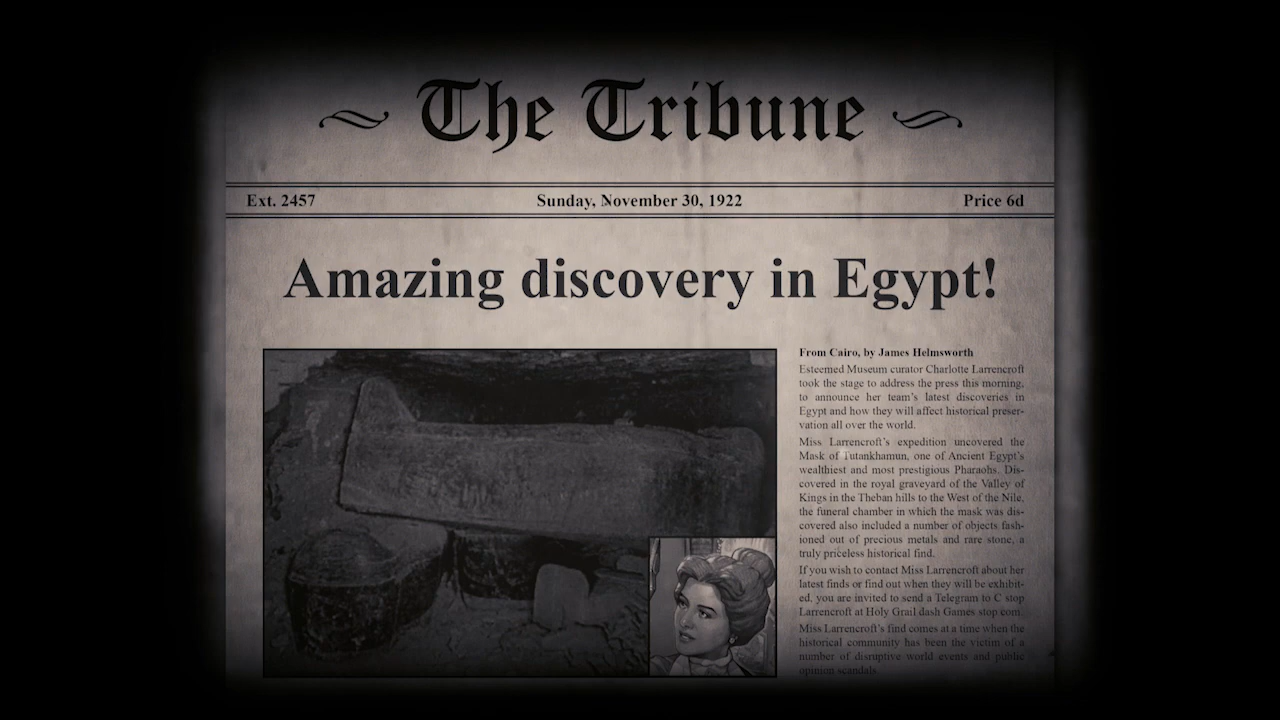 The Tribune
Ext. 2457 Sunday, November 30, 1922 Price 6d
Amazing discovery in Egypt!
From Cairo, by James Helmsworth
Esteemed Museum curator Charlotte Larrencroft
took the stage to address the press this morning,
to announce her team's latest discoveries in
Egypt and how they will affect historical preser-
vation all over the world.
Miss Larrencroft's expedition uncovered the
Mask of Tutankhamun, one of Ancient Egypt's
wealthiest and most prestigious Pharaohs. Dis-
covered in the royal graveyard of the Valley of
Kings in the Theban hills to the West of the Nile,
the funeral chamber in which the mask was dis-
covered also included a number of objects fash-
ioned out of precious metals and rare stone, a
truly priceless historical find.
If you wish to contact Miss Larrencroft about her
latest finds or find out when they will be exhibit-
ed, you are invited to send a Telegram to C stop
Larrencroft at Holy Grail dash Games stop com.
Miss Larrencroft's find comes at a time when the
historical community has been the victim of a
number of disruptive world events and public
opinion scandals.